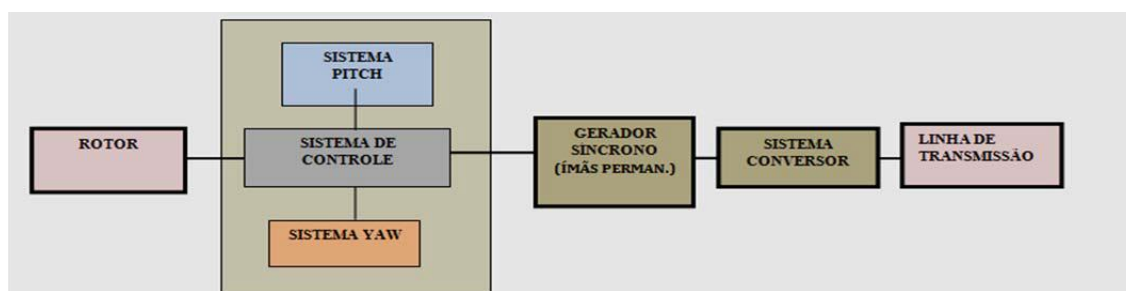 SISTEMA
PITCH
ROTOR
SISTEMA DE
CONTROLE
SISTEMA YAW
GERADOR
SÍNCRONO
(ÍMÃS PERMAN.)
SISTEMA
CONVERSOR
LINHA DE
TRANSMISSÃO